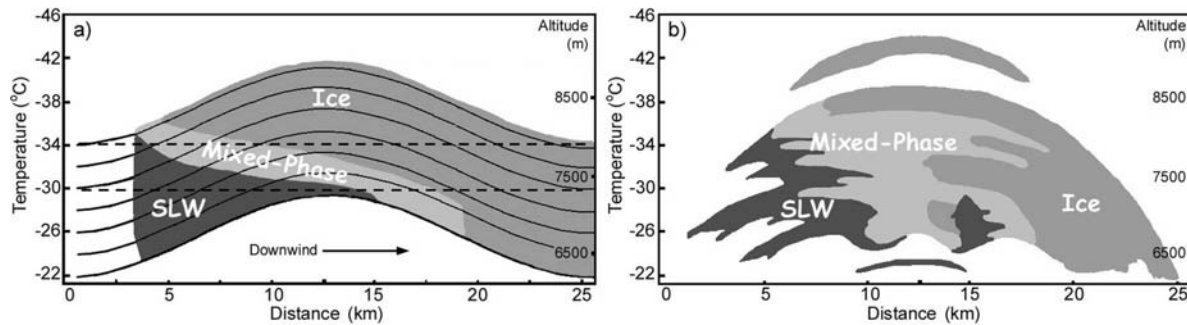 a)
Altitude
(m)
-46
-42
-38
-34
-30
-26
-22
Temperature (°C)
8500
7500
6500
Ice
Mixed-Phase
SLW
Downwind
0
5
10
15
20
25
Distance (km)
b)
Altitude
(m)
-46
-42
-38
-34
-30
-26
-22
Temperature (°C)
8500
7500
6500
Mixed-Phase
SLW
Ice
0
5
10
15
20
25
Distance (km)